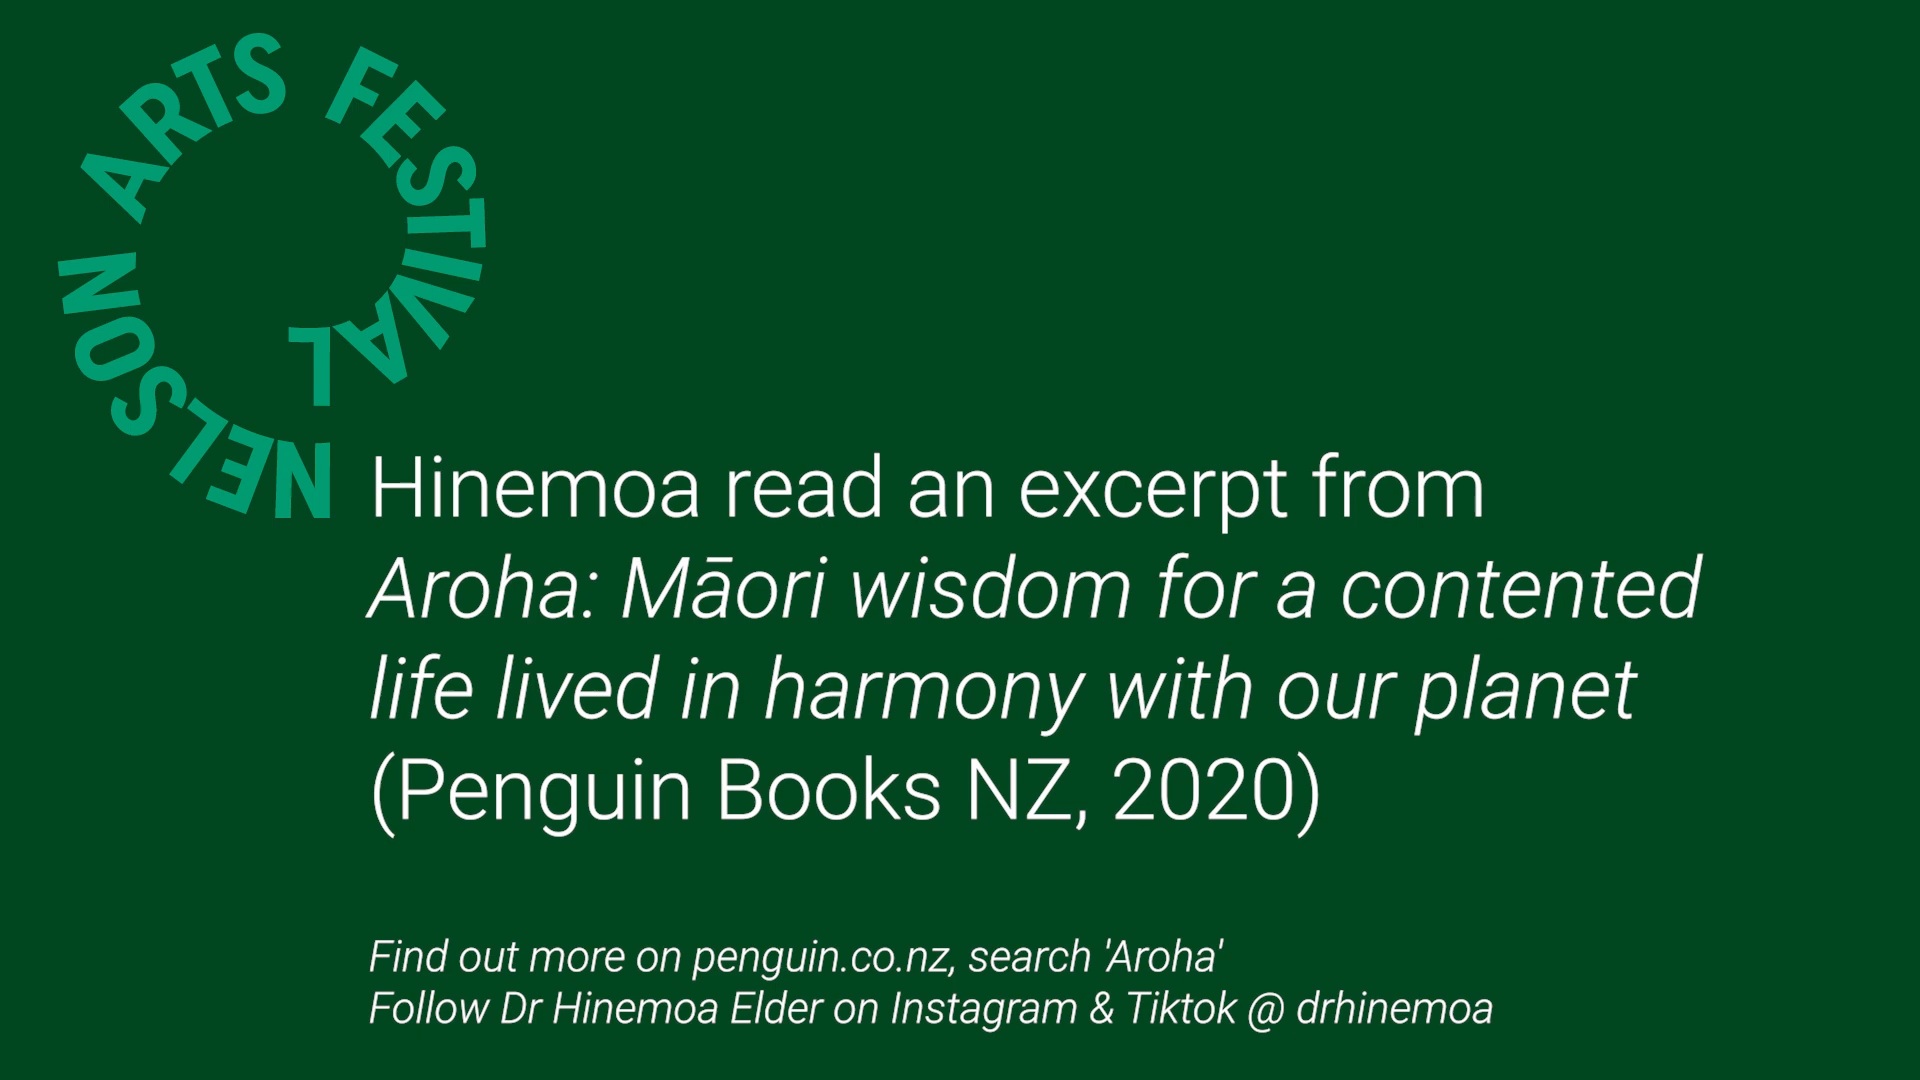 NELSON ARTS FESTIVAL
Hinemoa read an excerpt from
Aroha: Māori wisdom for a contented
life lived in harmony with our planet
(Penguin Books NZ, 2020)
Find out more on penguin.co.nz, search 'Aroha'
Follow Dr Hinemoa Elder on Instagram & Tiktok @ drhinemoa